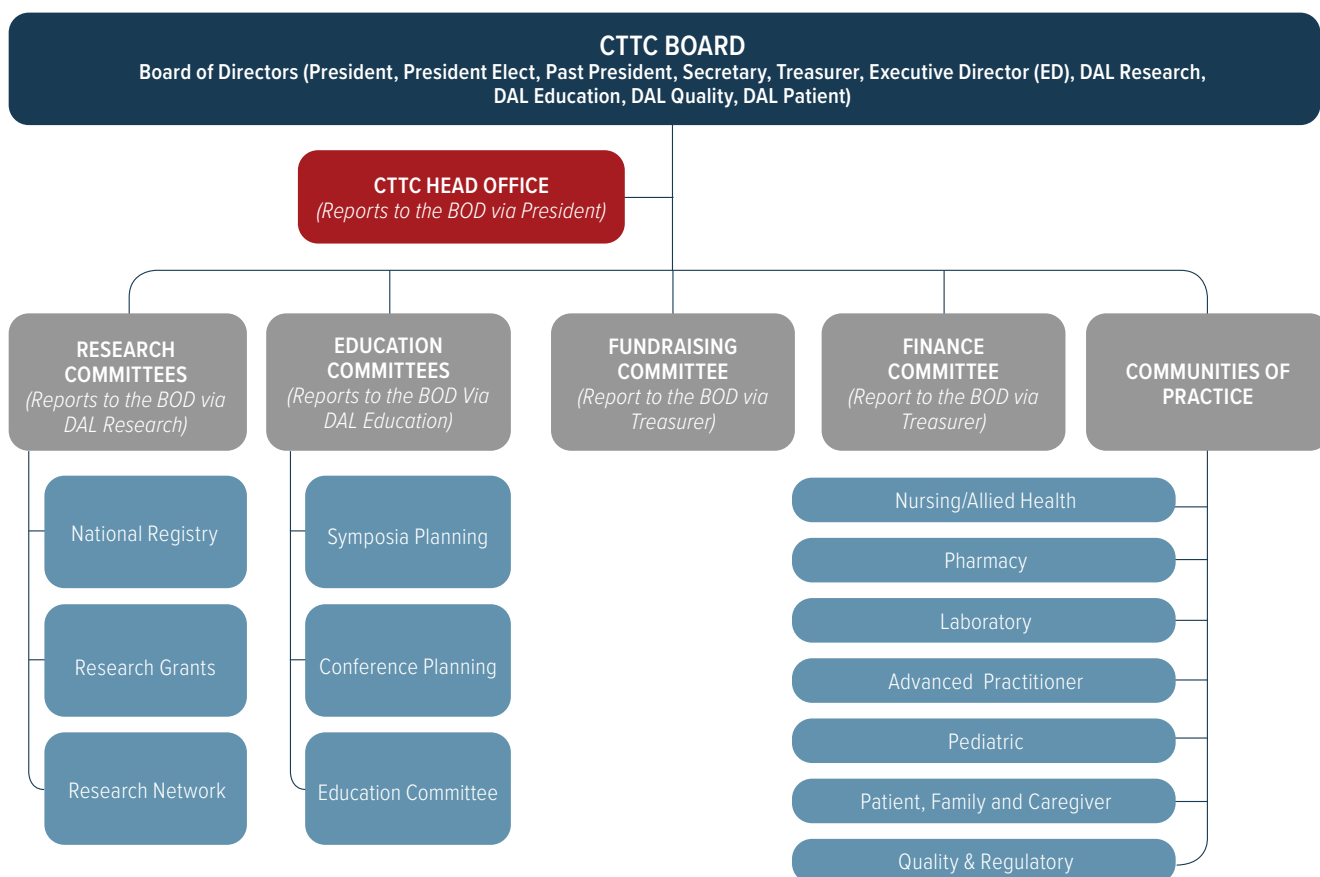 CTTC BOARD
Board of Directors (President, President Elect, Past President, Secretary, Treasurer, Executive Director (ED), DAL Research,
DAL Education, DAL Quality, DAL Patient)
CTTC HEAD OFFICE
(Reports to the BOD via President)
RESEARCH
COMMITTEES
(Reports to the BOD via
DAL Research)
National Registry
Research Grants
Research Network
EDUCATION
COMMITTEES
(Reports to the BOD Via
DAL Education)
Symposia Planning
Conference Planning
Education Committee
FUNDRAISING
COMMITTEE
(Report to the BOD via
Treasurer)
FINANCE
COMMITTEE
(Report to the BOD via
Treasurer)
COMMUNITIES OF
PRACTICE
Nursing/Allied Health
Pharmacy
Laboratory
Advanced Practitioner
Pediatric
Patient, Family and Caregiver
Quality & Regulatory